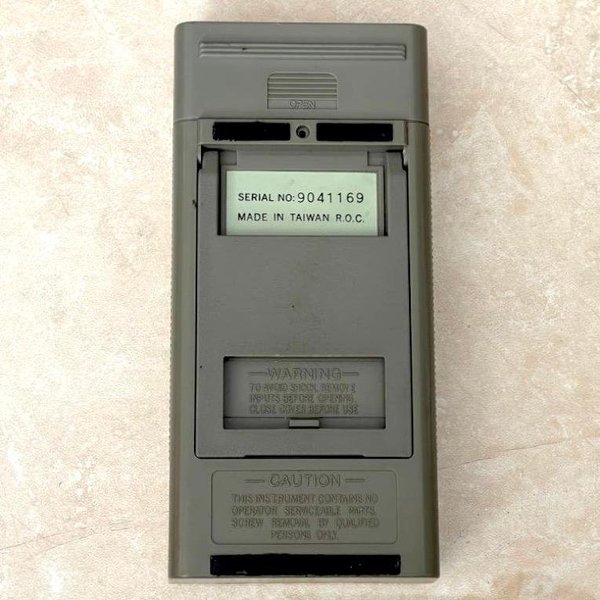 OPEN
SERIAL NO: 9041169
MADE IN TAIWAN R.O.C.
WARNING
TO AVOID SHOCK, REMOVE
INPUTS BEFORE OPENING.
CLOSE COVER BEFORE USE
CAUTION
THIS INSTRUMENT CONTAINS NO
OPERATOR SERVICEABLE PARTS.
SCREW REMOVAL BY QUALIFIED
PERSONS ONLY.